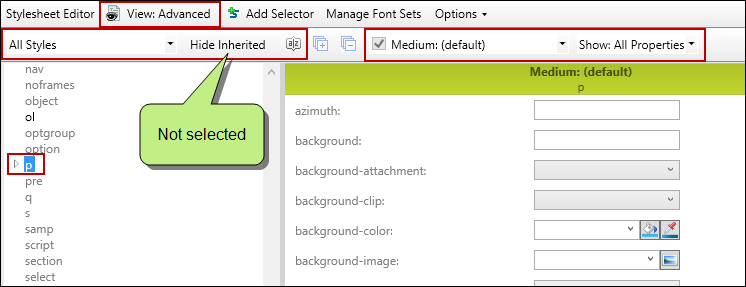 Stylesheet Editor View: Advanced Add Selector Manage Font Sets Options
All Styles Hide Inherited Medium: (default) Show: All Properties
nav
noframes
object
ol
optgroup
option
p
pre
q
s
samp
script
section
select
Not selected
Medium: (default)
p
azimuth:
background:
background-attachment:
background-clip:
background-color:
background-image: